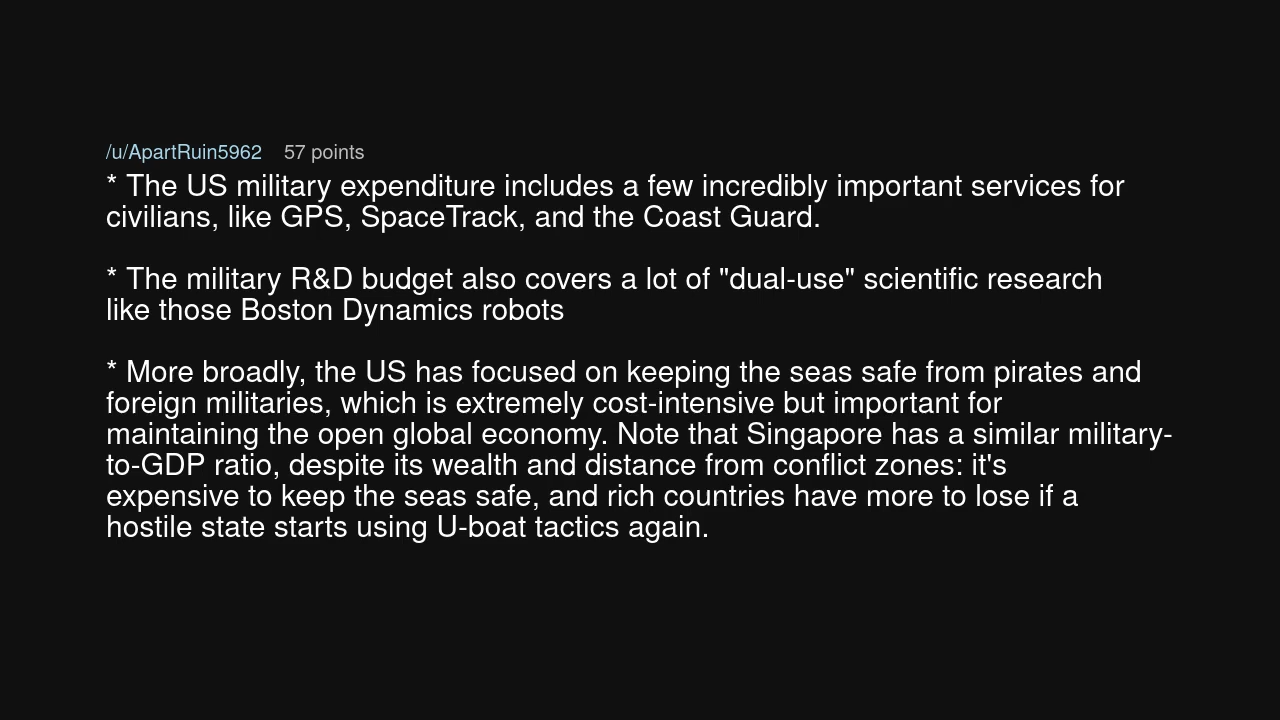 /u/ApartRuin5962 57 points
* The US military expenditure includes a few incredibly important services for
civilians, like GPS, SpaceTrack, and the Coast Guard.
* The military R&D budget also covers a lot of "dual-use" scientific research
like those Boston Dynamics robots
* More broadly, the US has focused on keeping the seas safe from pirates and
foreign militaries, which is extremely cost-intensive but important for
maintaining the open global economy. Note that Singapore has a similar military-
to-GDP ratio, despite its wealth and distance from conflict zones: it's
expensive to keep the seas safe, and rich countries have more to lose if a
hostile state starts using U-boat tactics again.